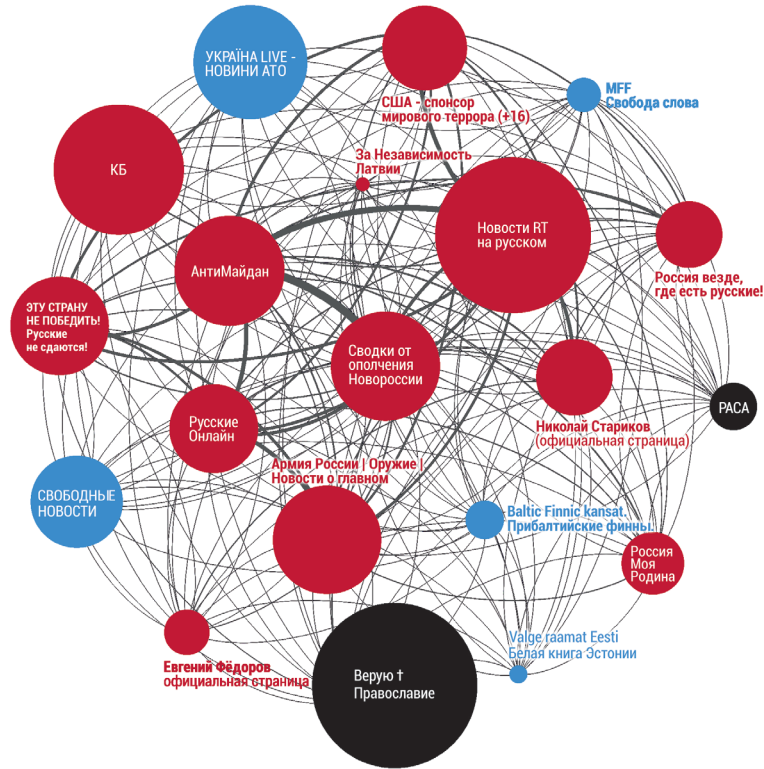 УКРАЇНА LIVE -
НОВИНИ АТО
MFF
Свобода слова
США - спонсор
мирового террора (+16)
За Независимость
Латвии
КБ
Новости RT
на русском
АнтиМайдан
Россия везде,
где есть русские!
ЭТУ СТРАНУ
НЕ ПОБЕДИТЬ!
Русские
не сдаются!
Сводки от
ополчения
Новороссии
РАСА
Русские
Онлайн
Николай Стариков
(официальная страница)
Армия России | Оружие |
Новости о главном
СВОБОДНЫЕ
НОВОСТИ
Baltic Finnic kansat.
Прибалтийские финны.
Россия
Моя
Родина
Valge raamat Eesti
Белая книга Эстонии
Евгений Фёдоров
официальная страница
Верую †
Православие